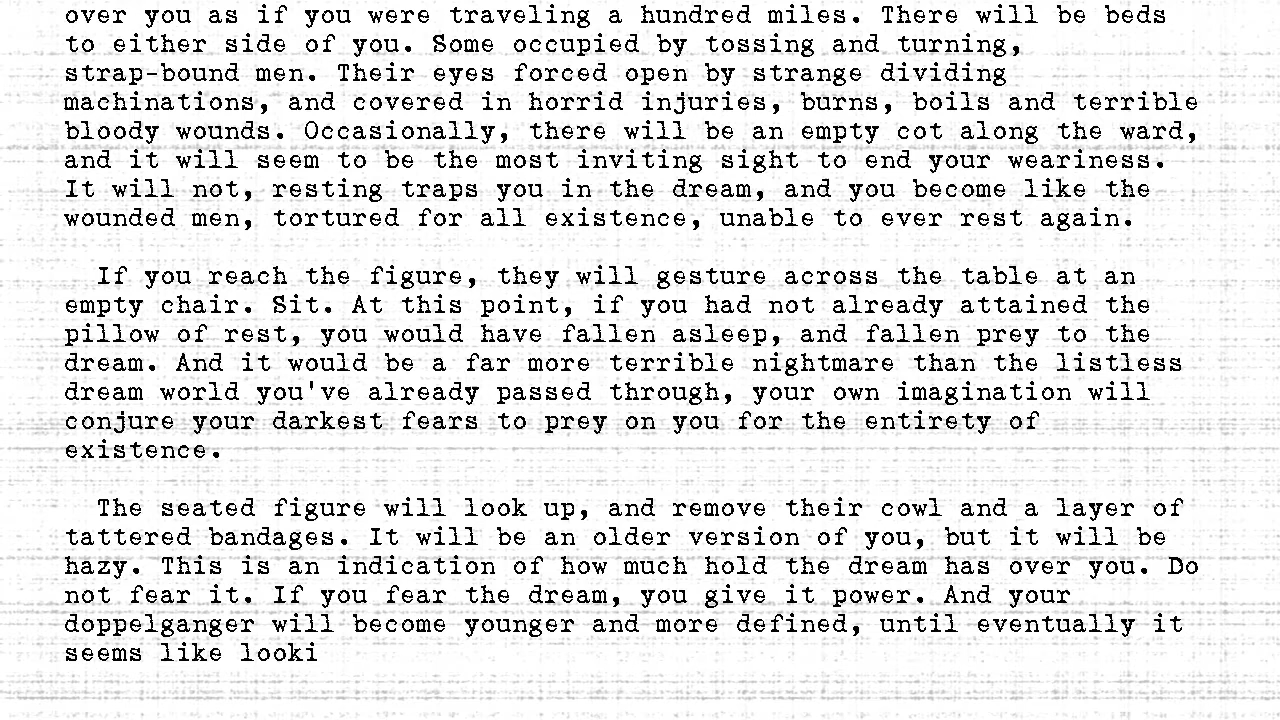 over you as if you were traveling a hundred miles. There will be beds
to either side of you. Some occupied by tossing and turning,
strap-bound men. Their eyes forced open by strange dividing
machinations, and covered in horrid injuries, burns, boils and terrible
bloody wounds. Occasionally, there will be an empty cot along the ward,
and it will seem to be the most inviting sight to end your weariness.
It will not, resting traps you in the dream, and you become like the
wounded men, tortured for all existence, unable to ever rest again.
If you reach the figure, they will gesture across the table at an
empty chair. Sit. At this point, if you had not already attained the
pillow of rest, you would have fallen asleep, and fallen prey to the
dream. And it would be a far more terrible nightmare than the listless
dream world you've already passed through, your own imagination will
conjure your darkest fears to prey on you for the entirety of
existence.
The seated figure will look up, and remove their cowl and a layer of
tattered bandages. It will be an older version of you, but it will be
hazy. This is an indication of how much hold the dream has over you. Do
not fear it. If you fear the dream, you give it power. And your
doppelganger will become younger and more defined, until eventually it
seems like looki